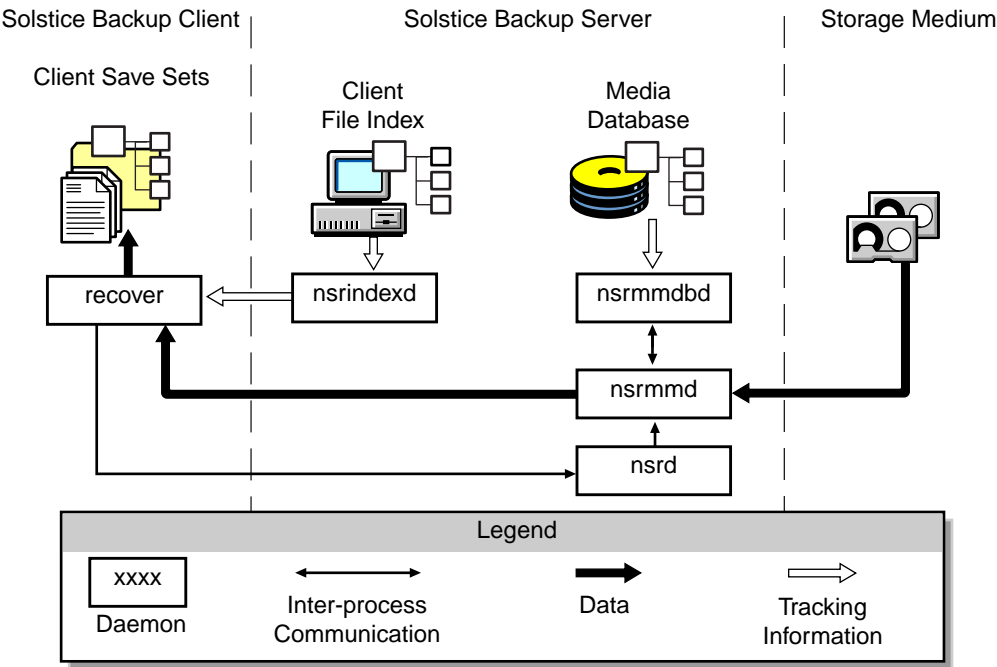 Solstice Backup Client
Solstice Backup Server
Storage Medium
Client Save Sets
Client
File Index
Media
Database
recover
nsrindexd
nsrmmdbd
nsrmmd
nsrd
Legend
xxxx
Daemon
Inter-process
Communication
Data
Tracking
Information